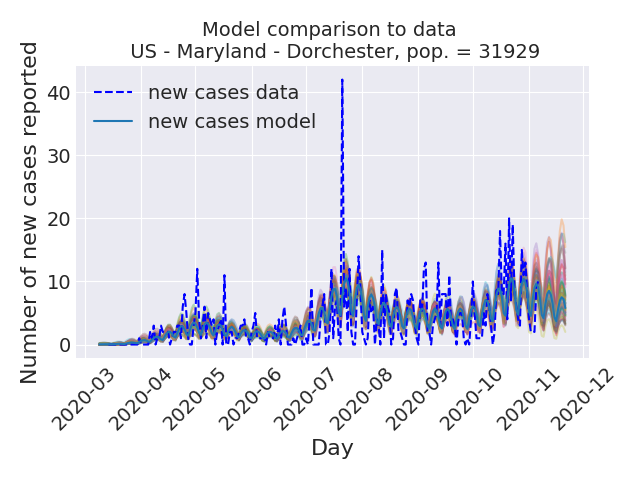 Model comparison to data
US - Maryland - Dorchester, pop. = 31929
Number of new cases reported
40
30
20
10
0
new cases data
new cases model
2020-03
2020-04
2020-05
2020-06
2020-07
2020-08
2020-09
2020-10
2020-11
2020-12
Day